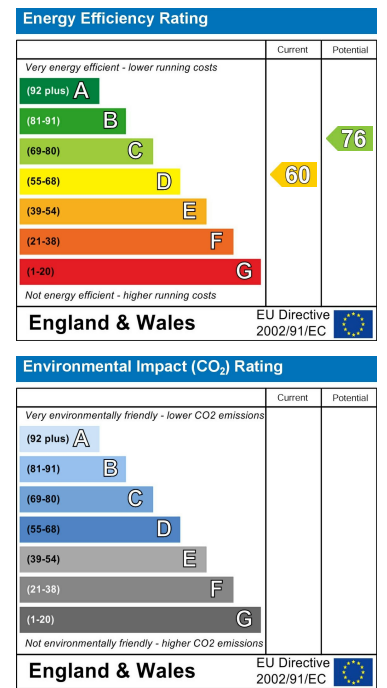 Energy Efficiency Rating
Current Potential
Very energy efficient - lower running costs
(92 plus) A
(81-91) B
(69-80) C
(55-68) D
(39-54) E
(21-38) F
(1-20) G
60
76
Not energy efficient - higher running costs
England & Wales
EU Directive
2002/91/EC
Environmental Impact (CO₂) Rating
Current Potential
Very environmentally friendly - lower CO2 emissions
(92 plus) A
(81-91) B
(69-80) C
(55-68) D
(39-54) E
(21-38) F
(1-20) G
Not environmentally friendly - higher CO2 emissions
England & Wales
EU Directive
2002/91/EC